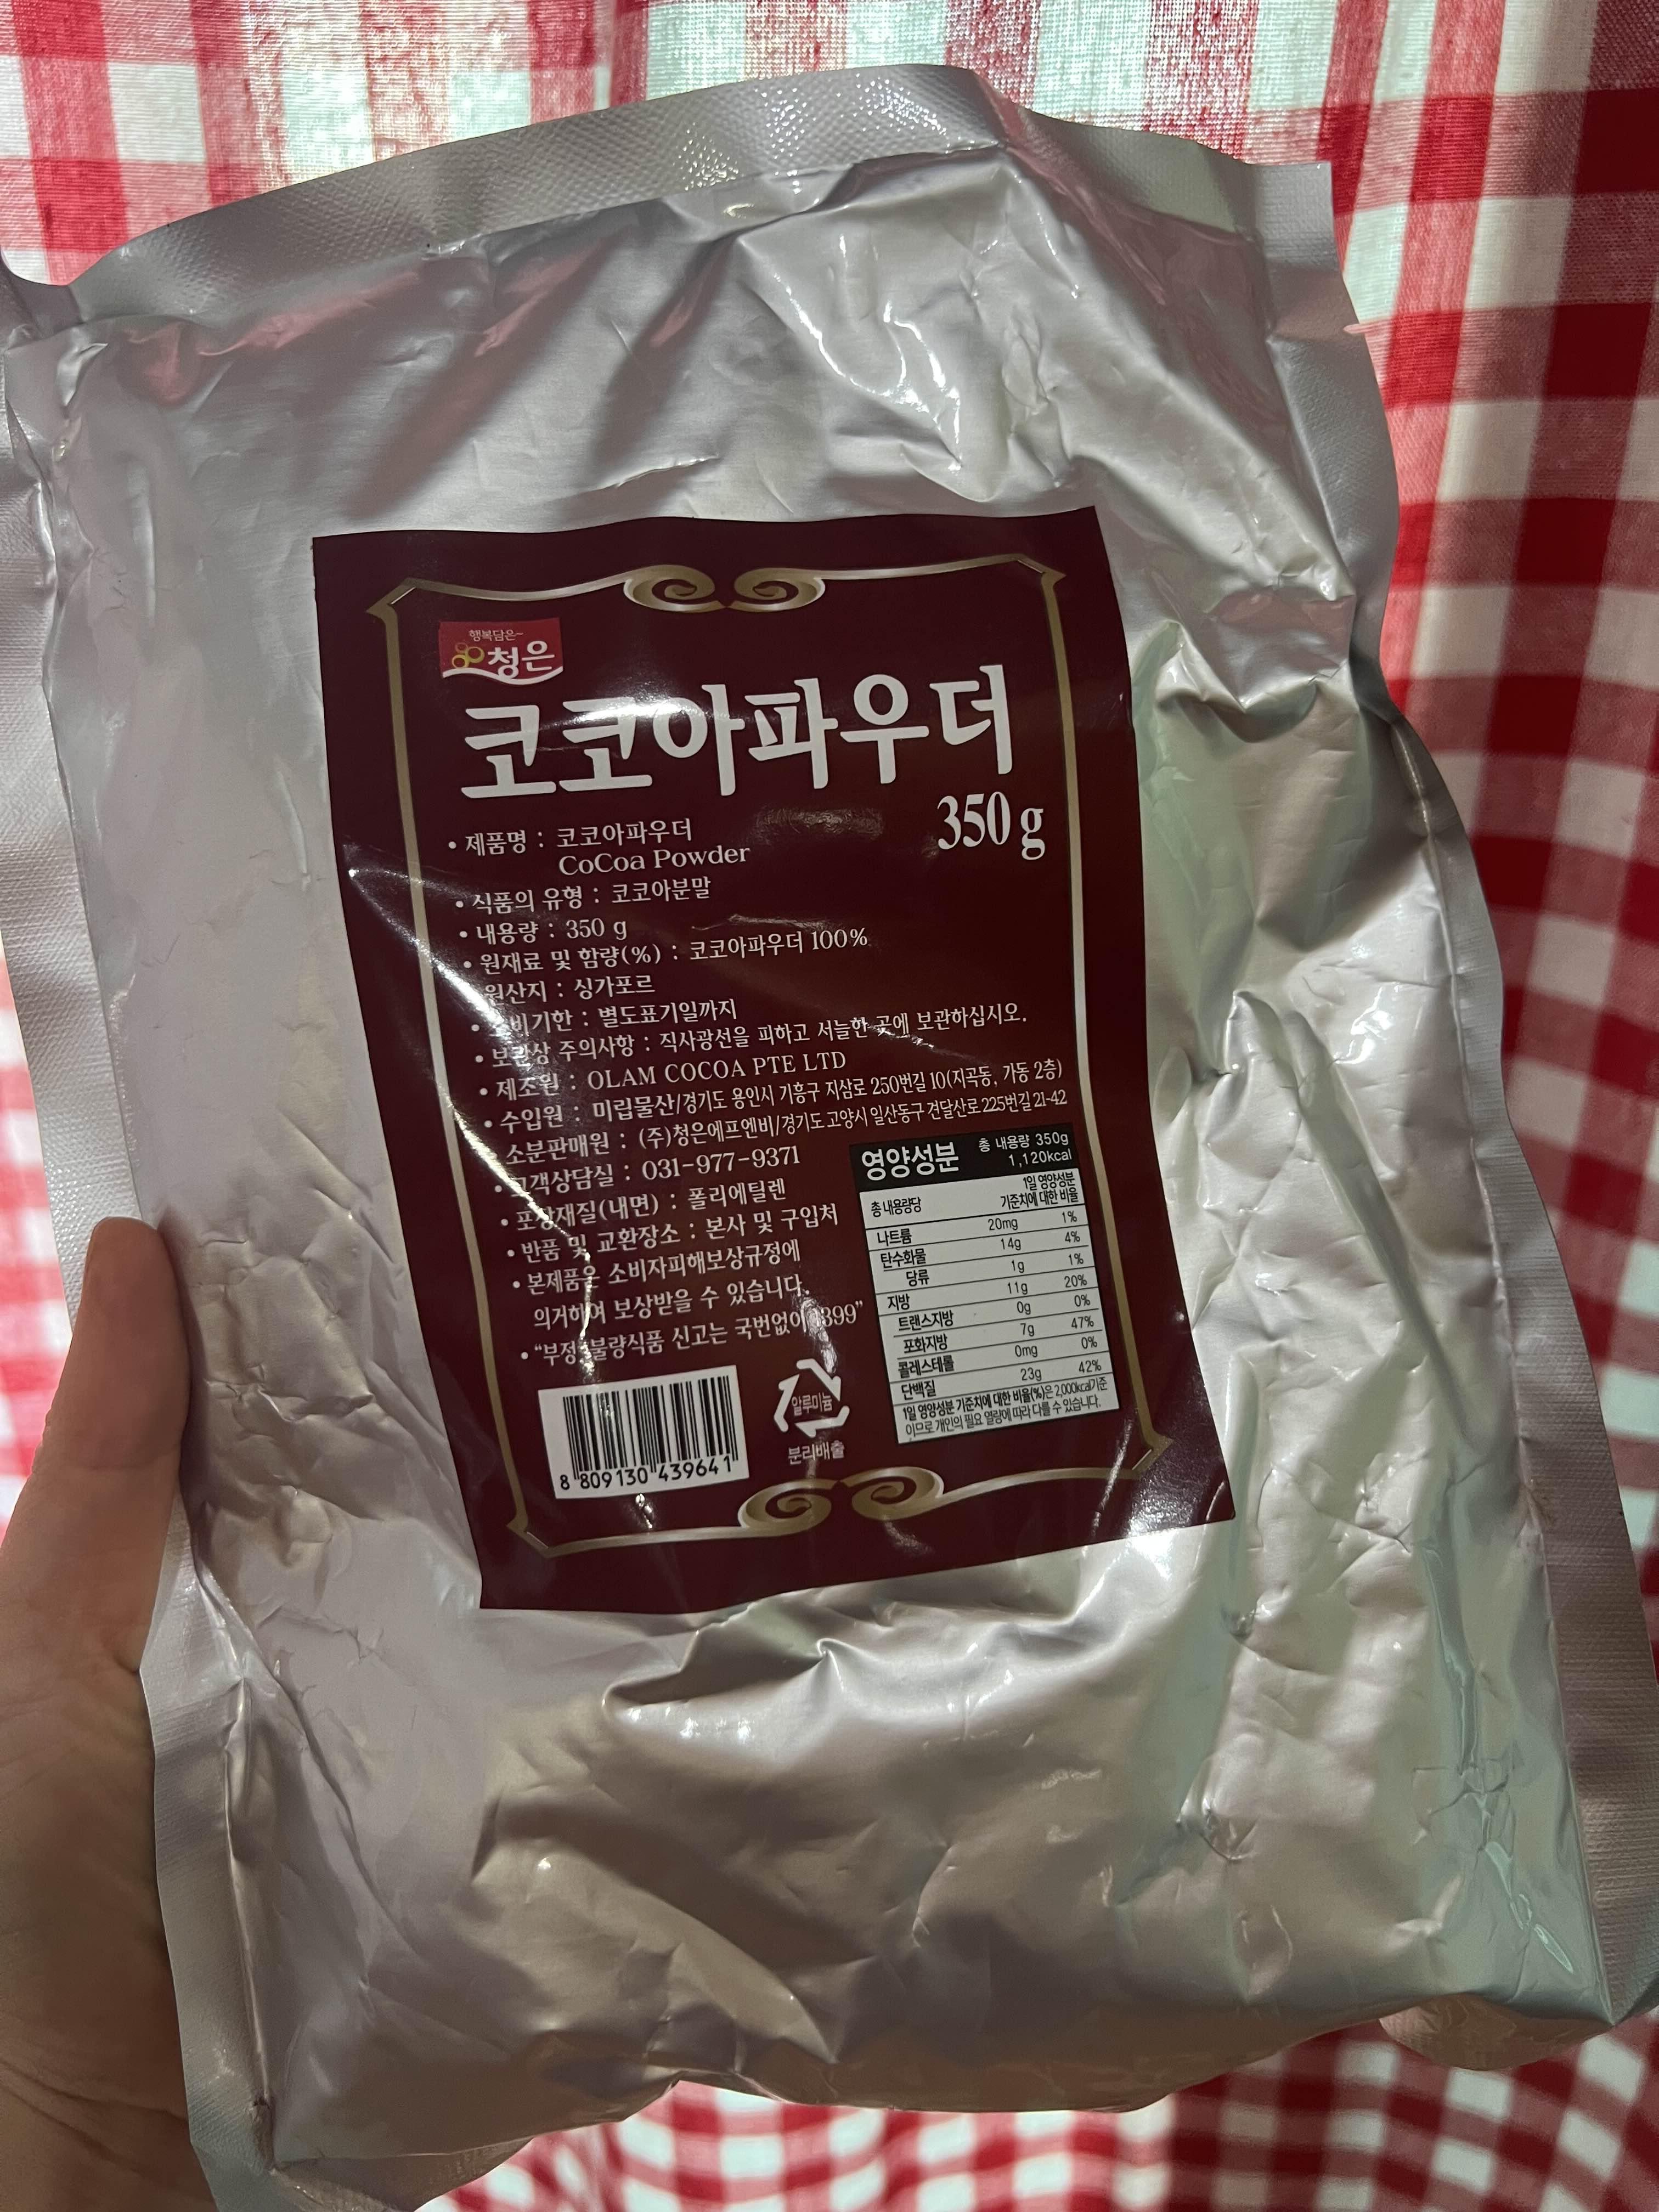 행복담은~
청은
코코아파우더
350 g
• 제품명 : 코코아파우더
CoCoa Powder
• 식품의 유형 : 코코아분말
• 내용량 : 350 g
• 원재료 및 함량(%) : 코코아파우더 100%
원산지 : 싱가포르
• 비기한 : 별도표기일까지
• 보관상 주의사항 : 직사광선을 피하고 서늘한 곳에 보관하십시오.
• 제조원 : OLAM COCOA PTE LTD
• 수입원 : 미립물산/경기도 용인시 기흥구 지삼로 250번길 10(지곡동, 가동 2층)
소분판매원 : (주)청은에프엔비/경기도 고양시 일산동구 견달산로 225번길 21-42
• 고객상담실 : 031-977-9371
• 포장재질(내면) : 폴리에틸렌
• 반품 및 교환장소 : 본사 및 구입처
• 본제품은 소비자피해보상규정에
의거하여 보상받을 수 있습니다.
• “부정 불량식품 신고는 국번없이 399”
영양성분 총 내용량 350g
1,120kcal
총 내용량당 1일 영양성분
기준치에 대한 비율
나트륨 20mg 1%
탄수화물 14g 4%
당류 1g 1%
지방 11g 20%
트랜스지방 0g 0%
포화지방 7g 47%
콜레스테롤 0mg 0%
단백질 23g 42%
1일 영양성분 기준치에 대한 비율(%)은 2,000kcal기준
이므로 개인의 필요 열량에 따라 다를 수 있습니다.
알루미늄
분리배출
8 809130 439641